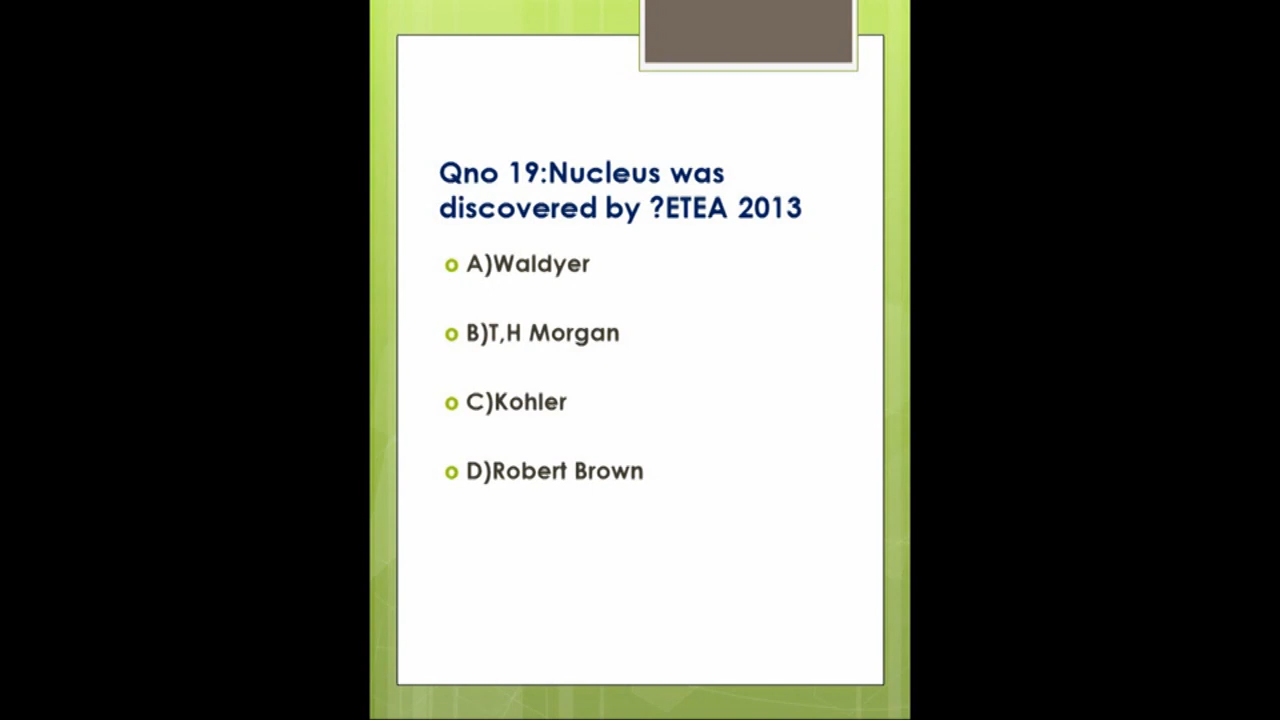 Qno 19:Nucleus was
discovered by ?ETEA 2013
o A)Waldyer
o B)T,H Morgan
o C)Kohler
o D)Robert Brown